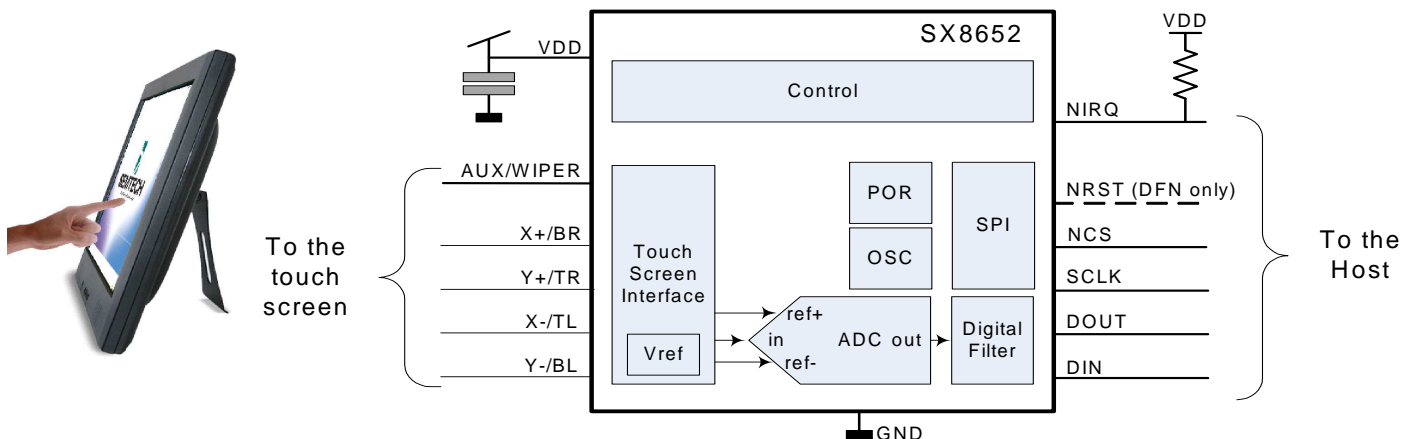 SX8652
VDD
VDD
Control
NIRQ
AUX/WIPER
POR
SPI
NRST (DFN only)
X+/BR
NCS
To the
touch
screen
Touch
Screen
Interface
OSC
To the
Host
Y+/TR
SCLK
ref+
X-/TL
in
ADC out
Digital
Filter
DOUT
Vref
ref-
Y-/BL
DIN
GND
SEMTECH